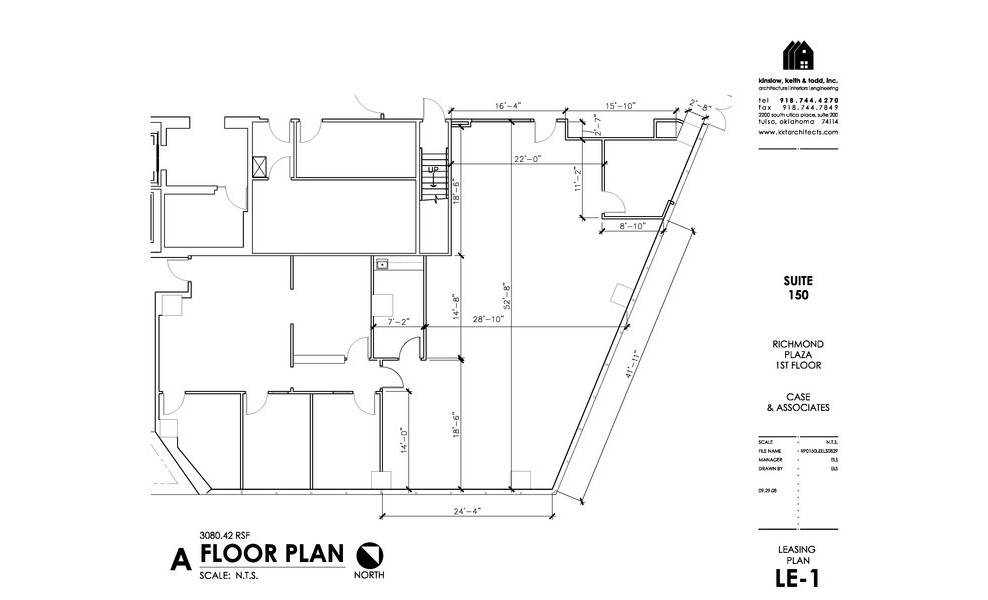 kinslow, keith & todd, inc.
architecture|interiors|engineering
tel 918.744.4270
fax 918.744.7849
2200 south utica place, suite 200
tulsa, oklahoma 74114
www.kktarchitects.com
16'-4"
15'-10"
2'-8"
2'-7"
22'-0"
UP
18'-6"
11'-2"
8'-10"
52'-8"
14'-8"
7'-2"
28'-10"
41'-11"
18'-6"
14'-0"
24'-4"
SUITE
150
RICHMOND
PLAZA
1ST FLOOR
CASE
& ASSOCIATES
SCALE N.T.S.
FILE NAME
MANAGER ELS
DRAWN BY ELS
09.29.08
3080.42 RSF
A FLOOR PLAN
SCALE: N.T.S.
NORTH
LEASING
PLAN
LE-1